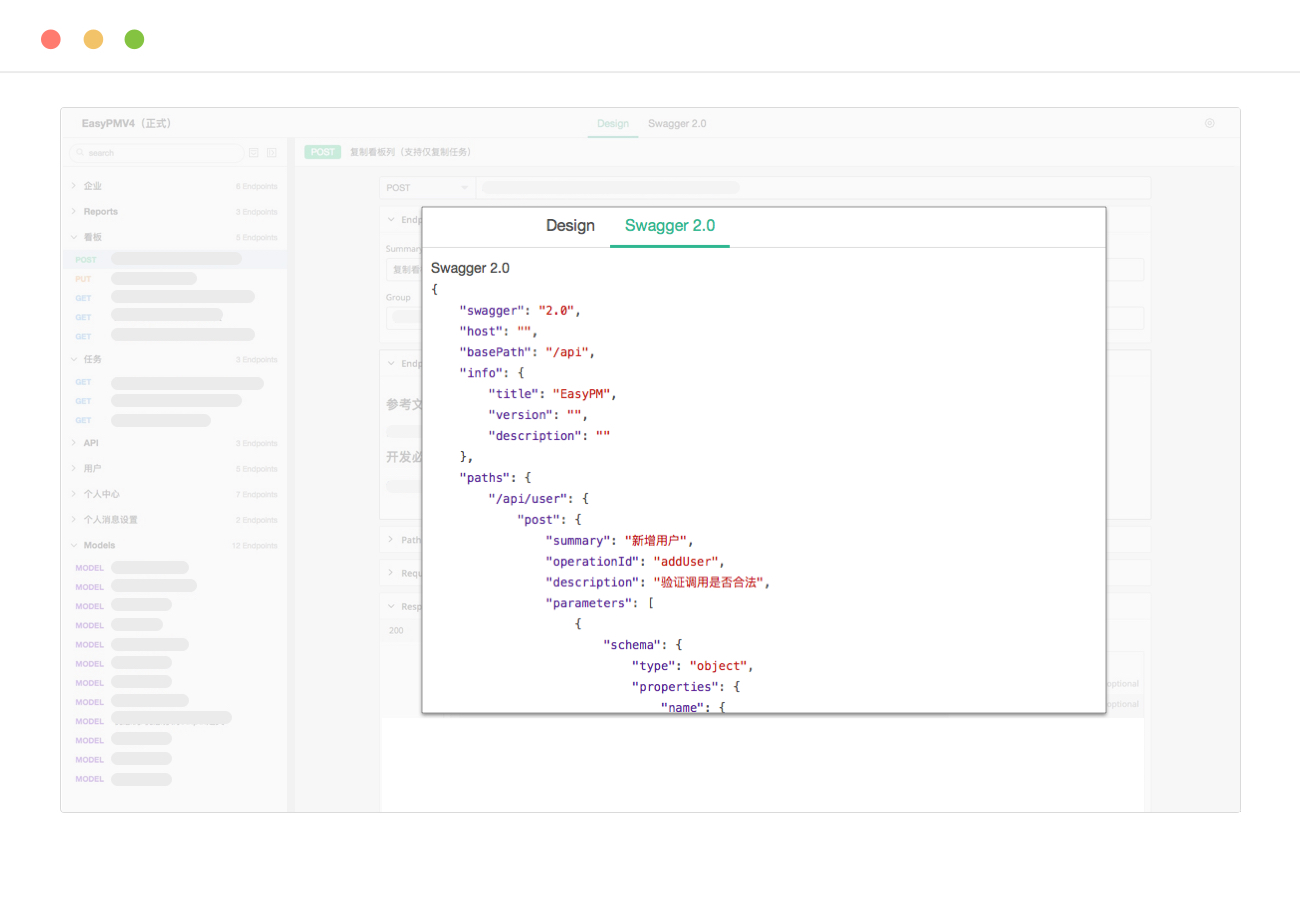 EasyPMV4（正式）
Design
Swagger 2.0
search
POST
复制看板列（支持仅复制任务）
企业
6 Endpoints
POST
Reports
3 Endpoints
看板
5 Endpoints
POST
PUT
GET
GET
GET
任务
3 Endpoints
GET
GET
GET
API
3 Endpoints
用户
5 Endpoints
个人中心
7 Endpoints
个人消息设置
2 Endpoints
Models
12 Endpoints
MODEL
MODEL
MODEL
MODEL
MODEL
MODEL
MODEL
MODEL
MODEL
MODEL
MODEL
MODEL
Endp
Summary
复制看
Group
Endp
参考文
开发必
Path
Requ
Resp
200
optional
optional
Design
Swagger 2.0
Swagger 2.0
{
"swagger": "2.0",
"host": "",
"basePath": "/api",
"info": {
"title": "EasyPM",
"version": "",
"description": ""
},
"paths": {
"/api/user": {
"post": {
"summary": "新增用户",
"operationId": "addUser",
"description": "验证调用是否合法",
"parameters": [
{
"schema": {
"type": "object",
"properties": {
"name": {